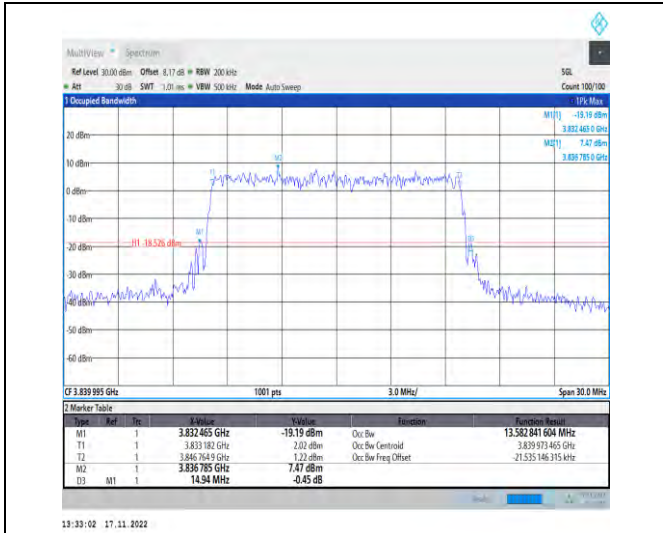 MultiView Spectrum
Ref Level 30.00 dBm Offset 8.17 dB RBW 200 kHz SGL
Att 30 dB SWT 1.01 ms VBW 500 kHz Mode Auto Sweep Count 100/100
1 Occupied Bandwidth 1Pk Max
M1[1] -19.19 dBm
3.832 465 0 GHz
M2[1] 7.47 dBm
20 dBm
10 dBm
0 dBm
-10 dBm
-20 dBm
H1 -18.526 dBm
-30 dBm
-40 dBm
-50 dBm
-60 dBm
M1
M2
T1
CF 3.839 995 GHz 1001 pts 3.0 MHz/ Span 30.0 MHz
2 Marker Table
Type Ref Trc X-Value Y-Value Function Function Result
M1 1 3.832 465 GHz -19.19 dBm Occ Bw 13.582 841 604 MHz
T1 1 3.833 182 GHz 2.02 dBm Occ Bw Centroid 3.839 973 465 GHz
T2 1 3.846 764 9 GHz 1.22 dBm Occ Bw Freq Offset -21.535 146 315 kHz
M2 1 3.836 785 GHz 7.47 dBm
D3 M1 1 14.94 MHz -0.45 dB
13:33:02 17.11.2022